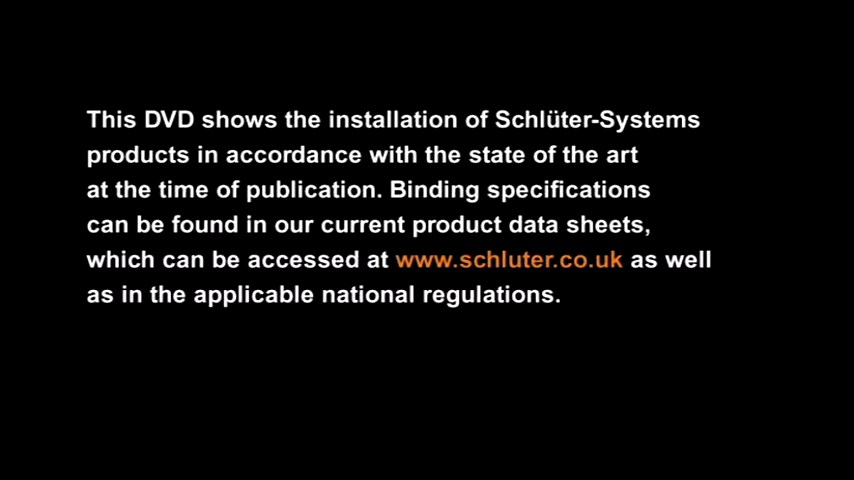 This DVD shows the installation of Schlüter-Systems
products in accordance with the state of the art
at the time of publication. Binding specifications
can be found in our current product data sheets,
which can be accessed at www.schluter.co.uk as well
as in the applicable national regulations.